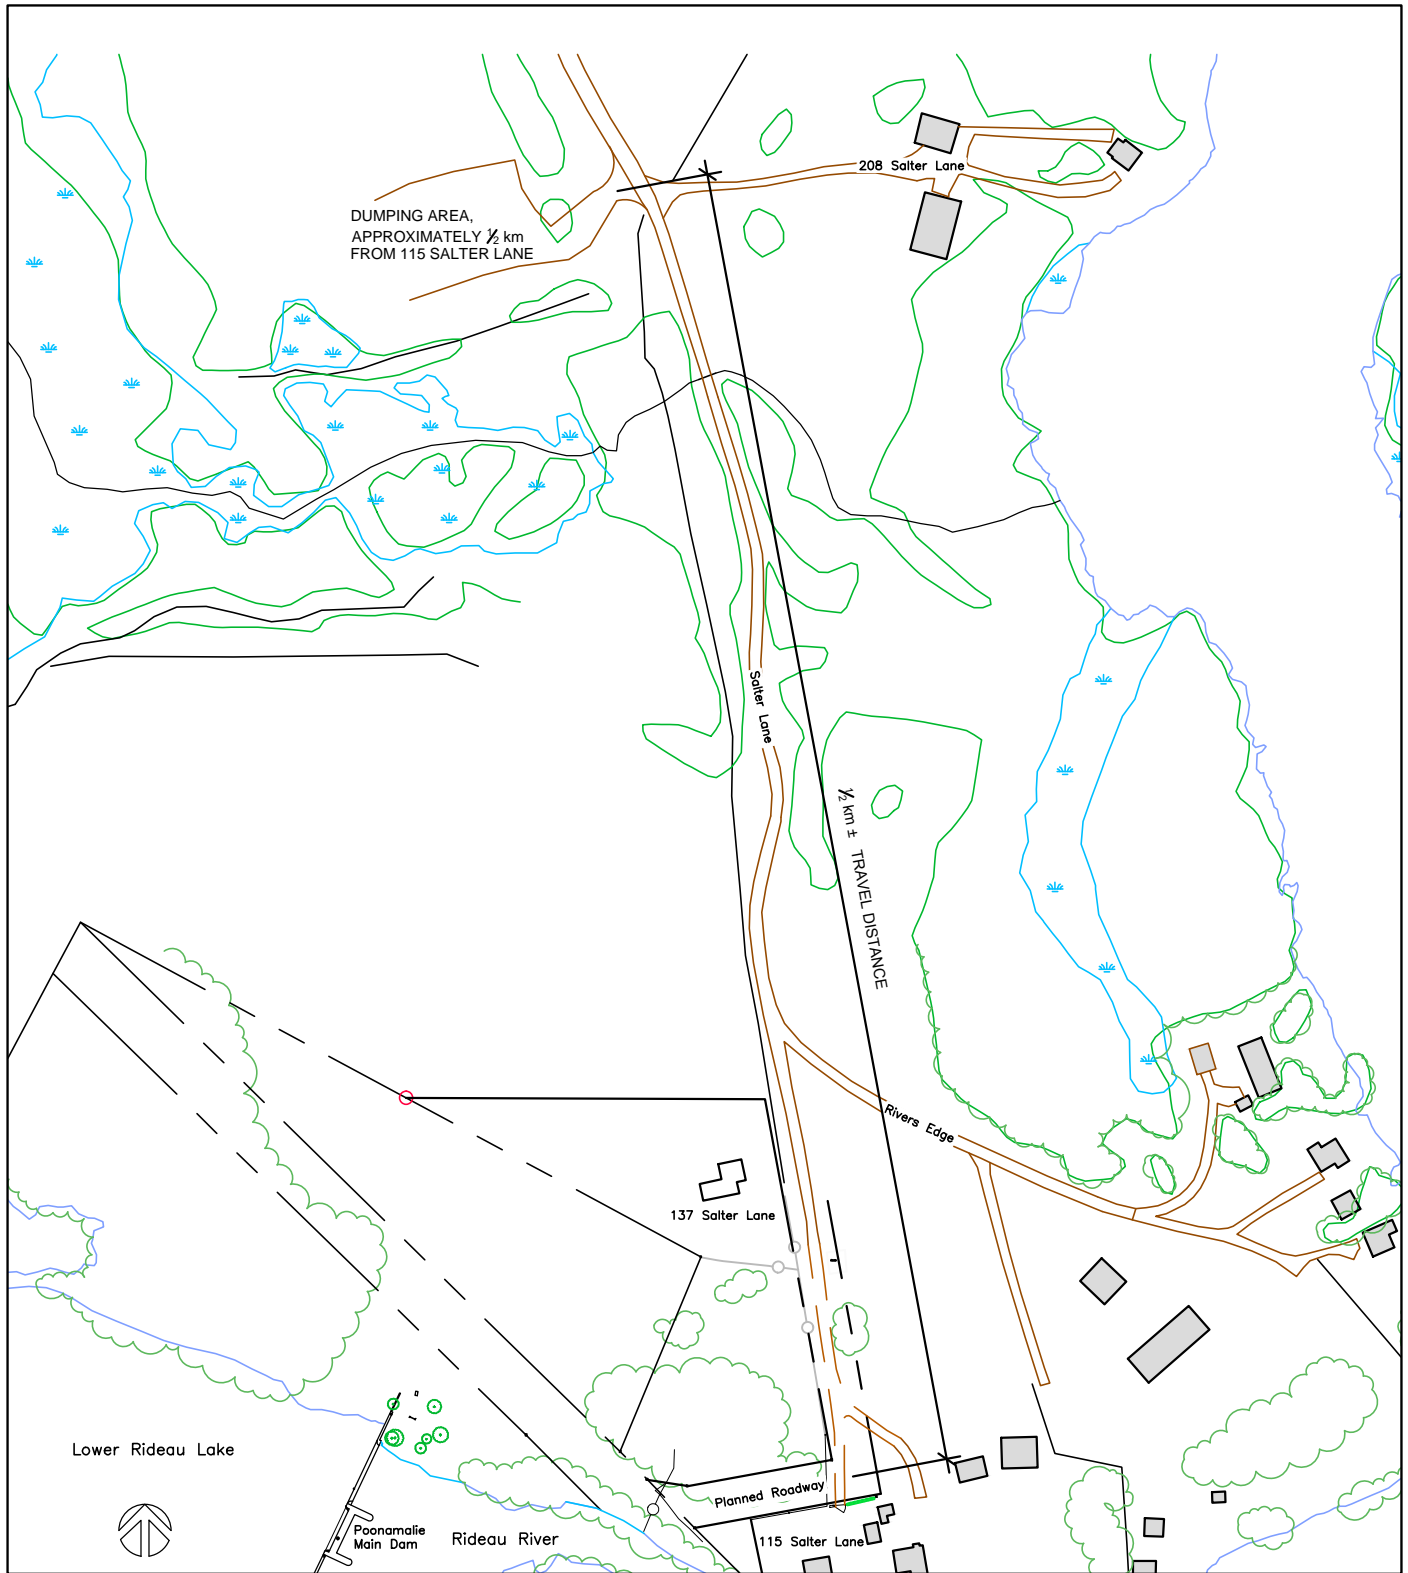 208 Salter Lane
DUMPING AREA,
APPROXIMATELY ½ km
FROM 115 SALTER LANE
Salter Lane
½ km ± TRAVEL DISTANCE
Rivers Edge
137 Salter Lane
Lower Rideau Lake
Planned Roadway
Poonamalie
Main Dam
Rideau River
115 Salter Lane